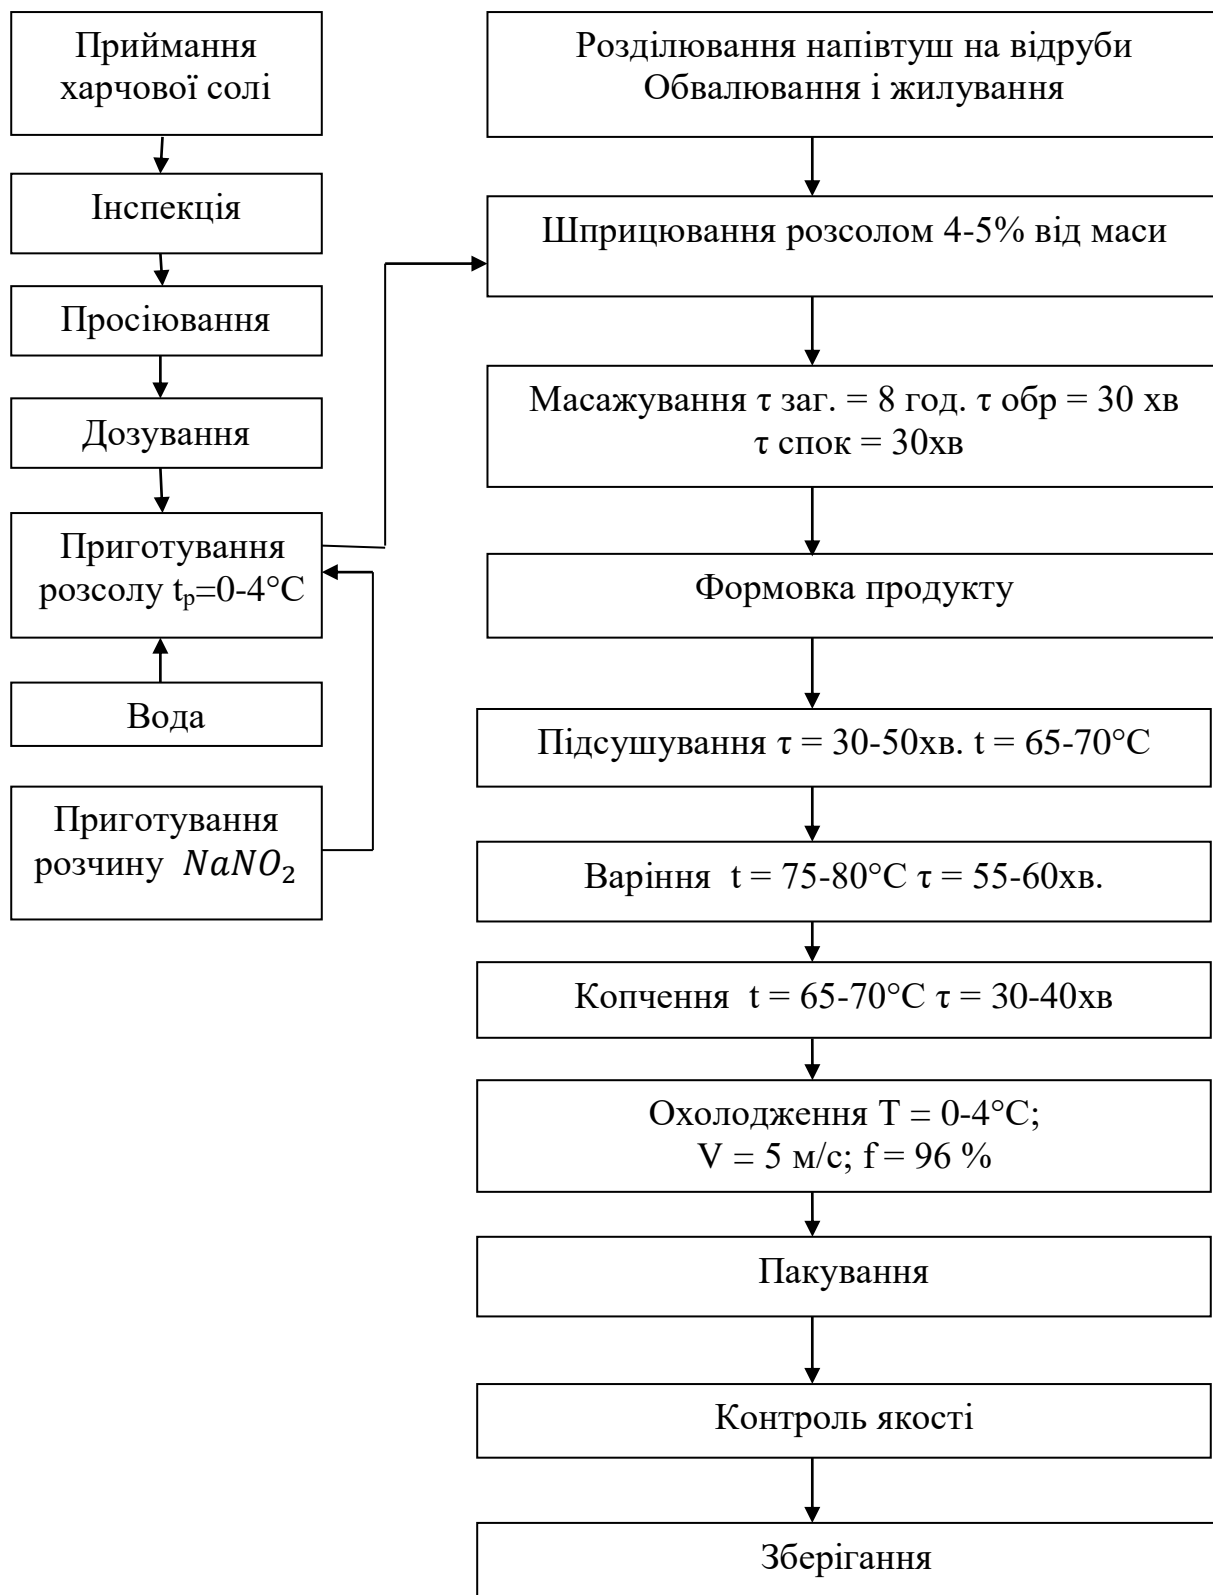 Приймання
харчової солі
Інспекція
Просіювання
Дозування
Приготування
розсолу tₚ=0-4°С
Вода
Приготування
розчину NaNO₂
Розділювання напівтуш на відруби
Обвалювання і жилування
Шприцювання розсолом 4-5% від маси
Масажування τ заг. = 8 год. τ обр = 30 хв
τ спок = 30хв
Формовка продукту
Підсушування τ = 30-50хв. t = 65-70°С
Варіння t = 75-80°С τ = 55-60хв.
Копчення t = 65-70°С τ = 30-40хв
Охолодження Т = 0-4°С;
V = 5 м/с; f = 96 %
Пакування
Контроль якості
Зберігання